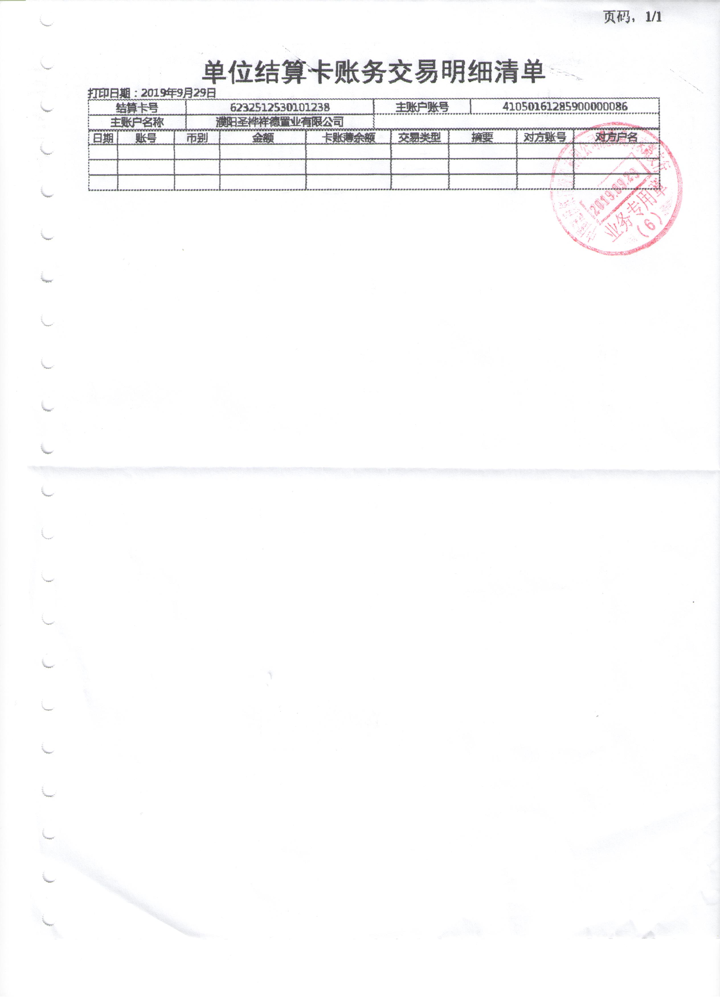 页码，1/1
单位结算卡账务交易明细清单
打印日期：2019年9月29日
结算卡号 6232512530101238 主账户账号 41050161285900000086
主账户名称 濮阳圣桦祥德置业有限公司
日期 账号 币别 金额 卡账薄余额 交易类型 摘要 对方账号 对方户名
2019.09.29
业务专用章
（6）